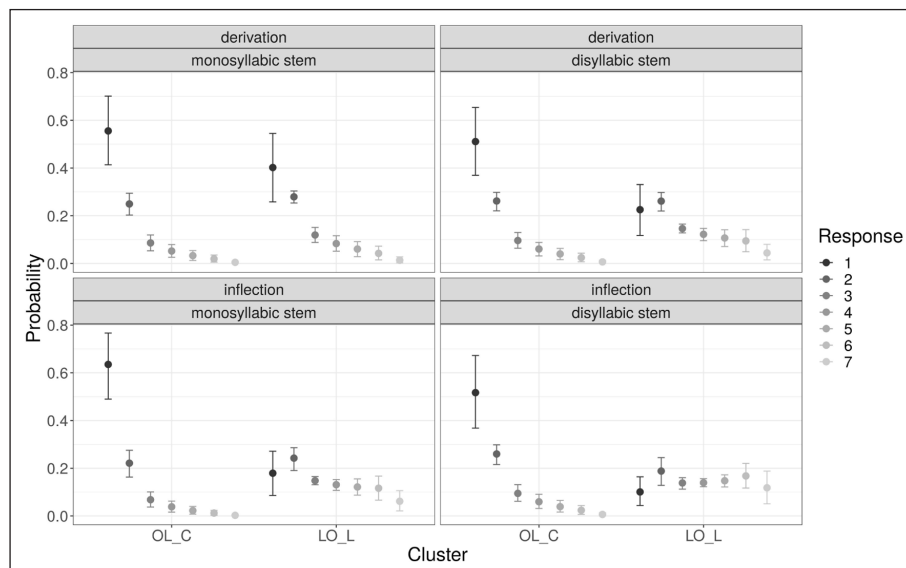 derivation
monosyllabic stem
derivation
disyllabic stem
0.8
0.6
0.4
0.2
0.0
inflection
monosyllabic stem
inflection
disyllabic stem
0.8
0.6
0.4
0.2
0.0
Probability
OL_C
LO_L
OL_C
LO_L
Cluster
Response
1
2
3
4
5
6
7